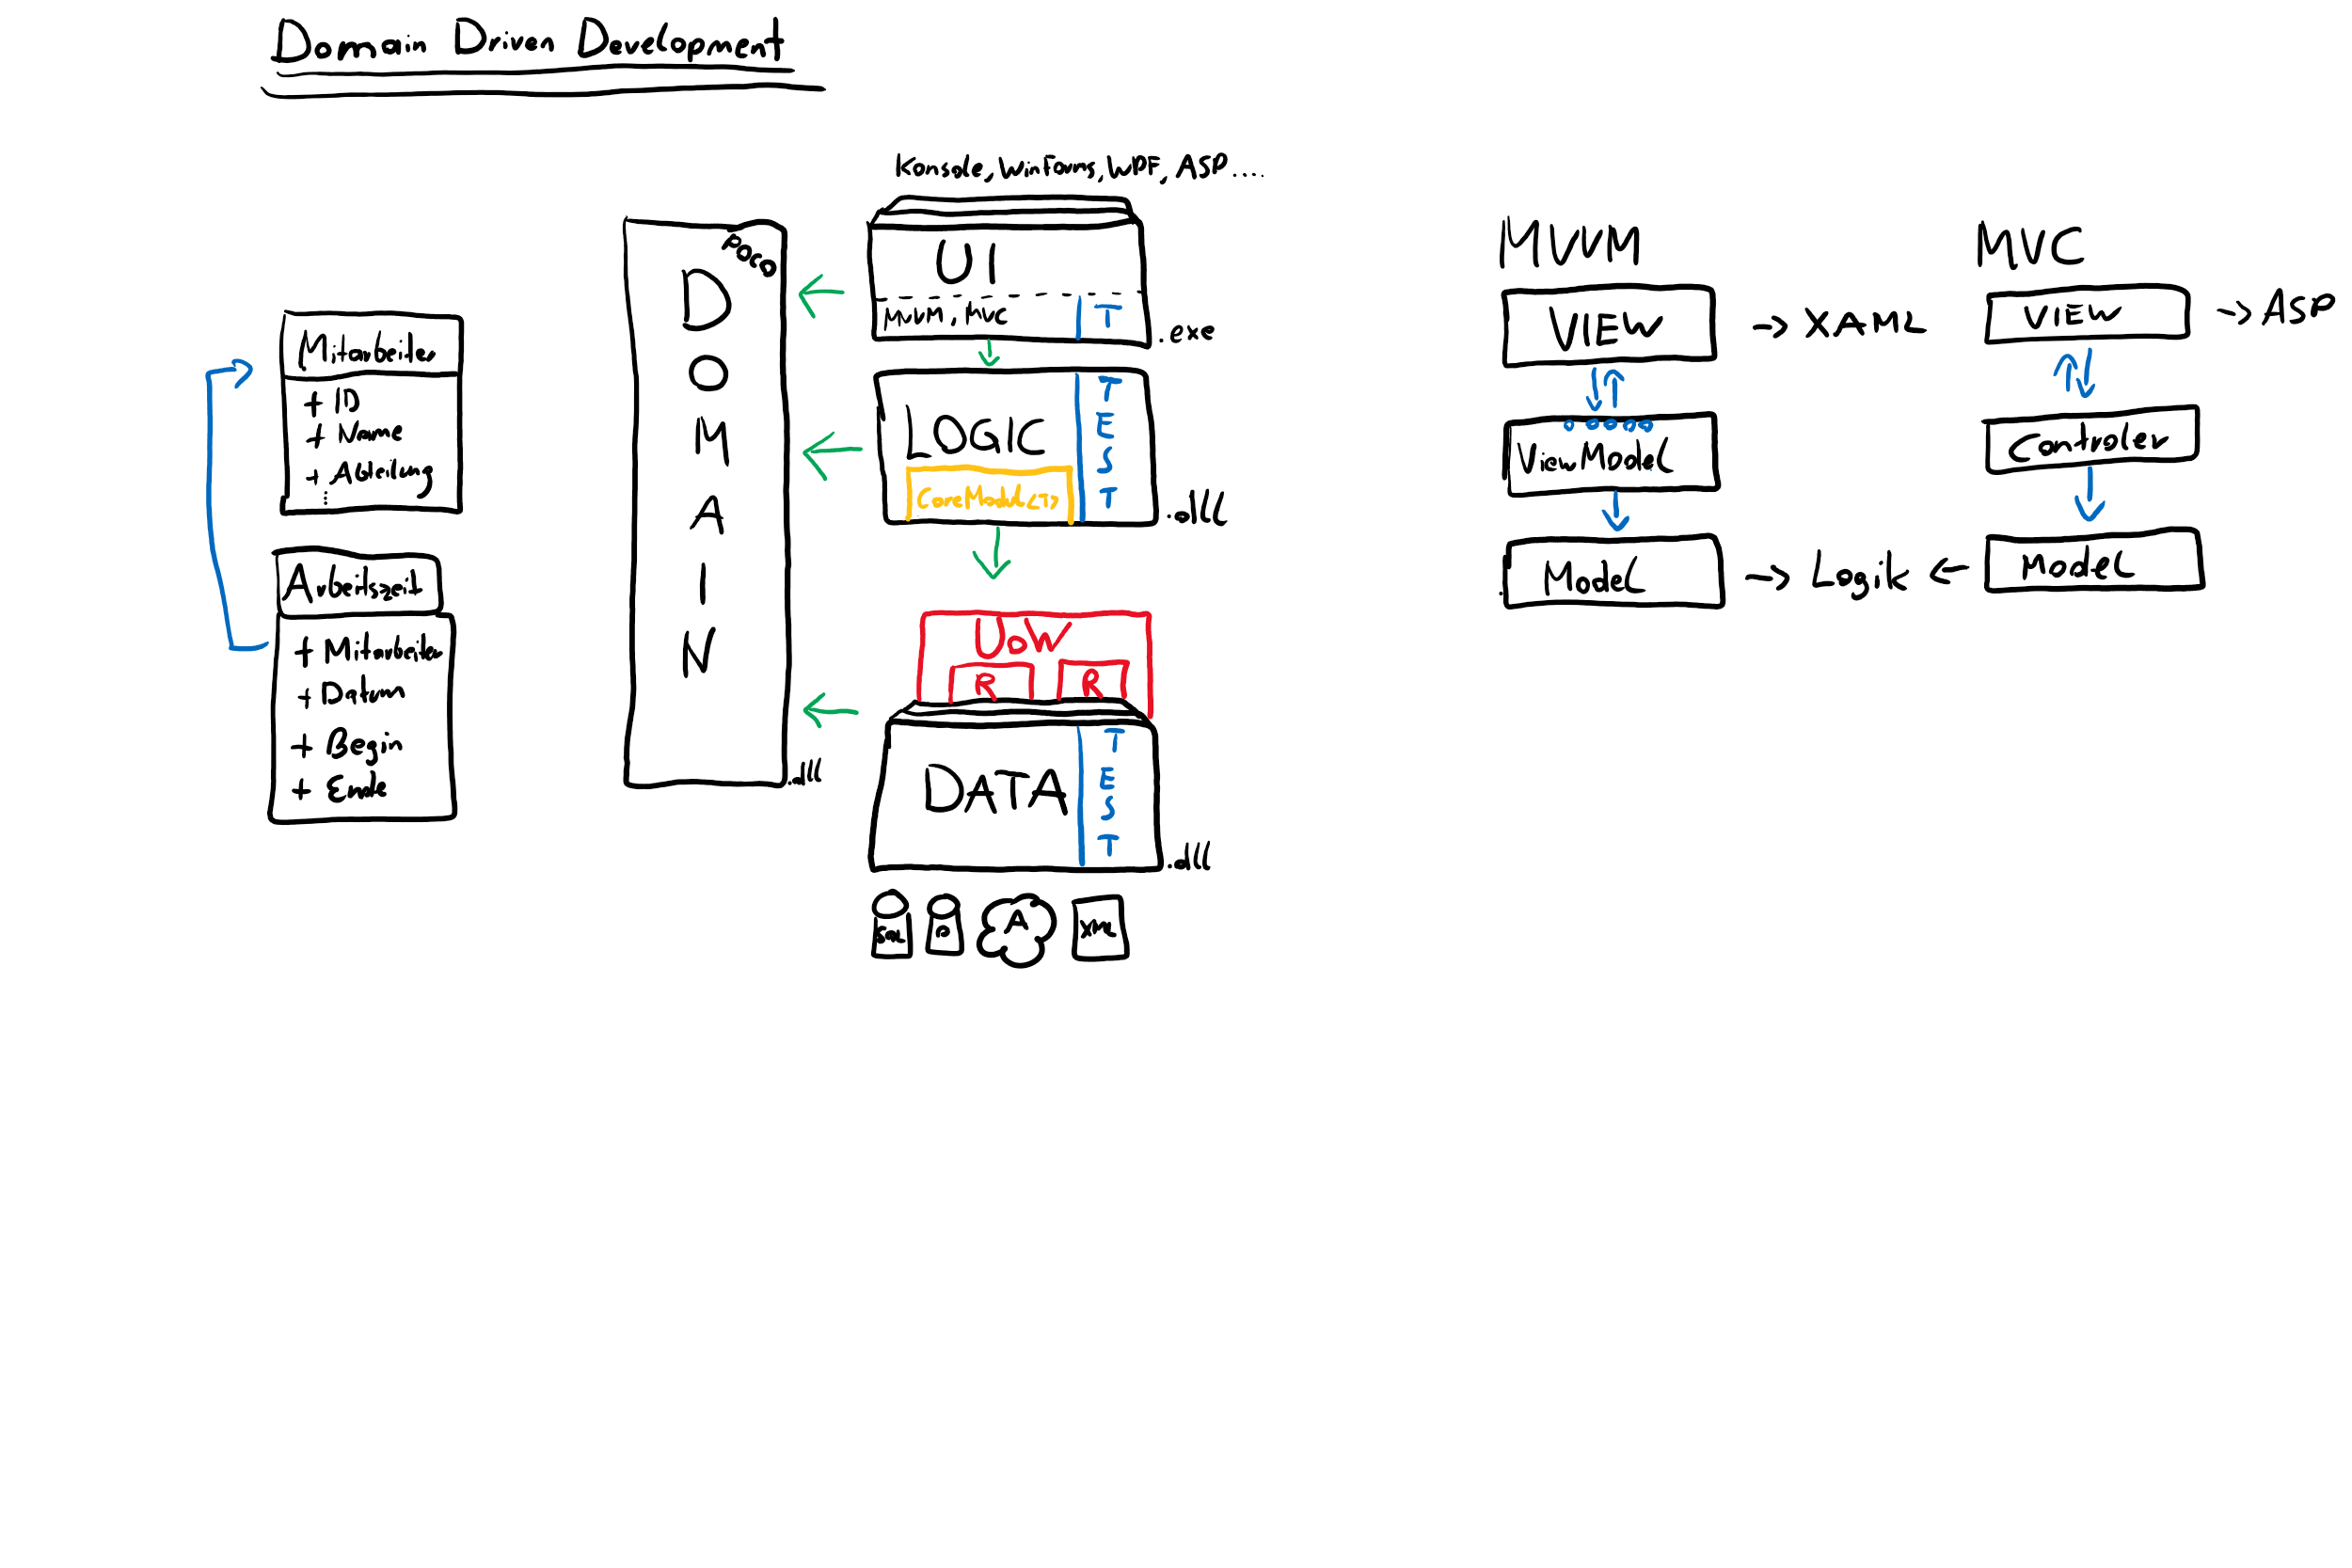 Domain Driven Development
Mitarbeiter
+ ID
+ Name
+ Abteilung
⋮
Arbeitszeit
+ Mitarbeiter
+ Datum
+ Begin
+ Ende
POCO
DOMAIN
.dll
Konsole, WinForms, WPF, ASP....
UI
MVVM, MVC
T
.exe
LOGIC
TEST
CoreModul<T>
.dll
UoW
R R
DATA
TEST
.dll
SQL
O
A
XML
MVVM
VIEW -> XAML
ViewModel
Model -> Logik <-
MVC
VIEW -> ASP
Controler
Model